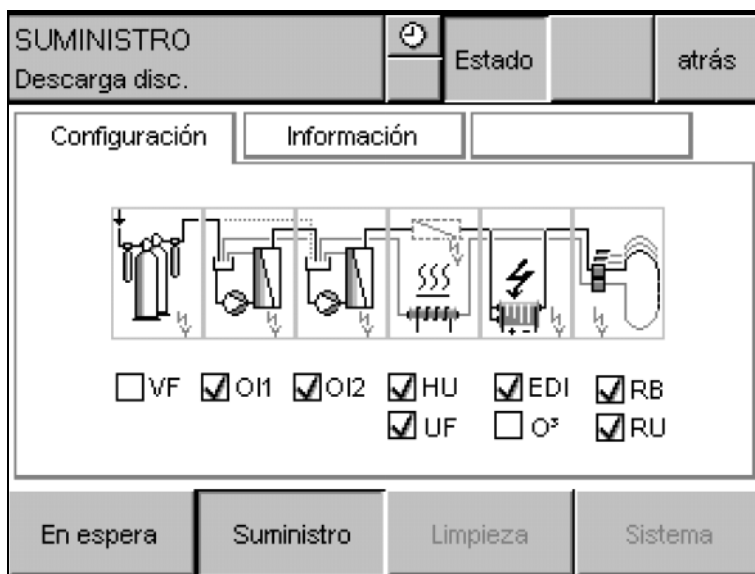 SUMINISTRO
Descarga disc.
Estado
atrás
Configuración
Información
VF OI1 OI2 HU EDI RB
UF O³ RU
En espera Suministro Limpieza Sistema